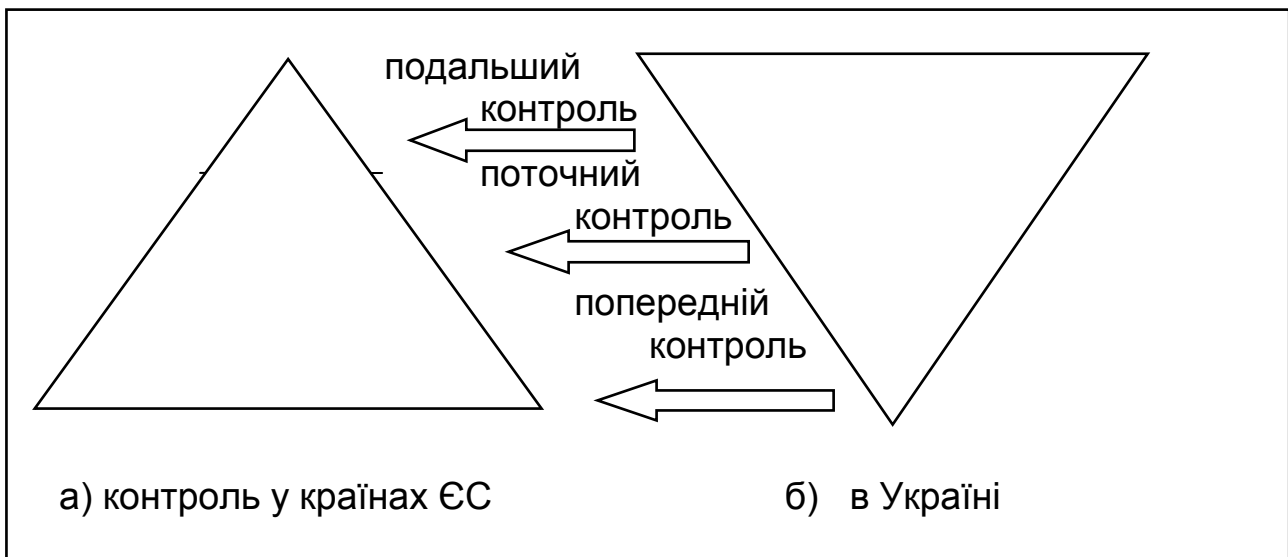 подальший
контроль
поточний
контроль
попередній
контроль
а) контроль у країнах ЄС
б) в Україні